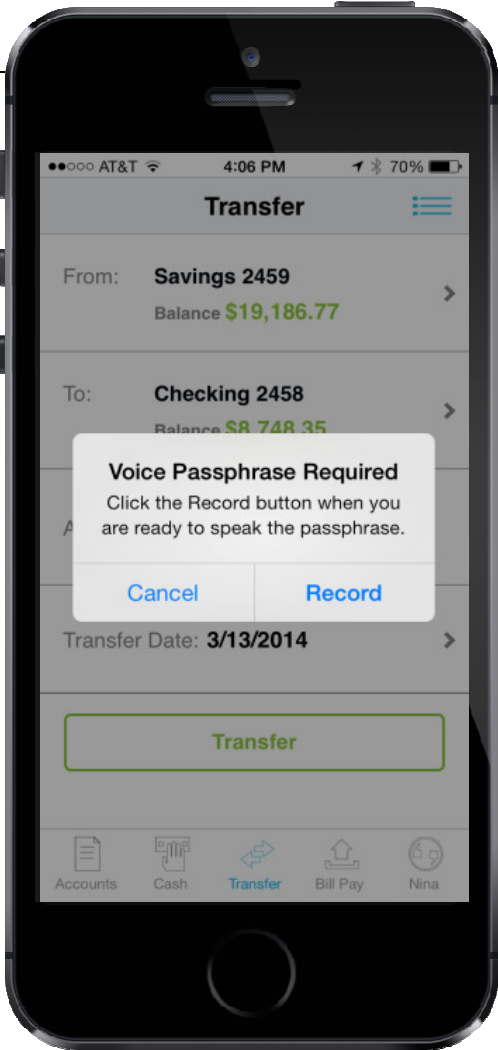 ●●○○○ AT&T 4:06 PM 70%
Transfer
From: Savings 2459
Balance $19,186.77
To: Checking 2458
Balance $8,748.35
Voice Passphrase Required
Click the Record button when you
are ready to speak the passphrase.
Cancel Record
Transfer Date: 3/13/2014
Transfer
Accounts Cash Transfer Bill Pay Nina